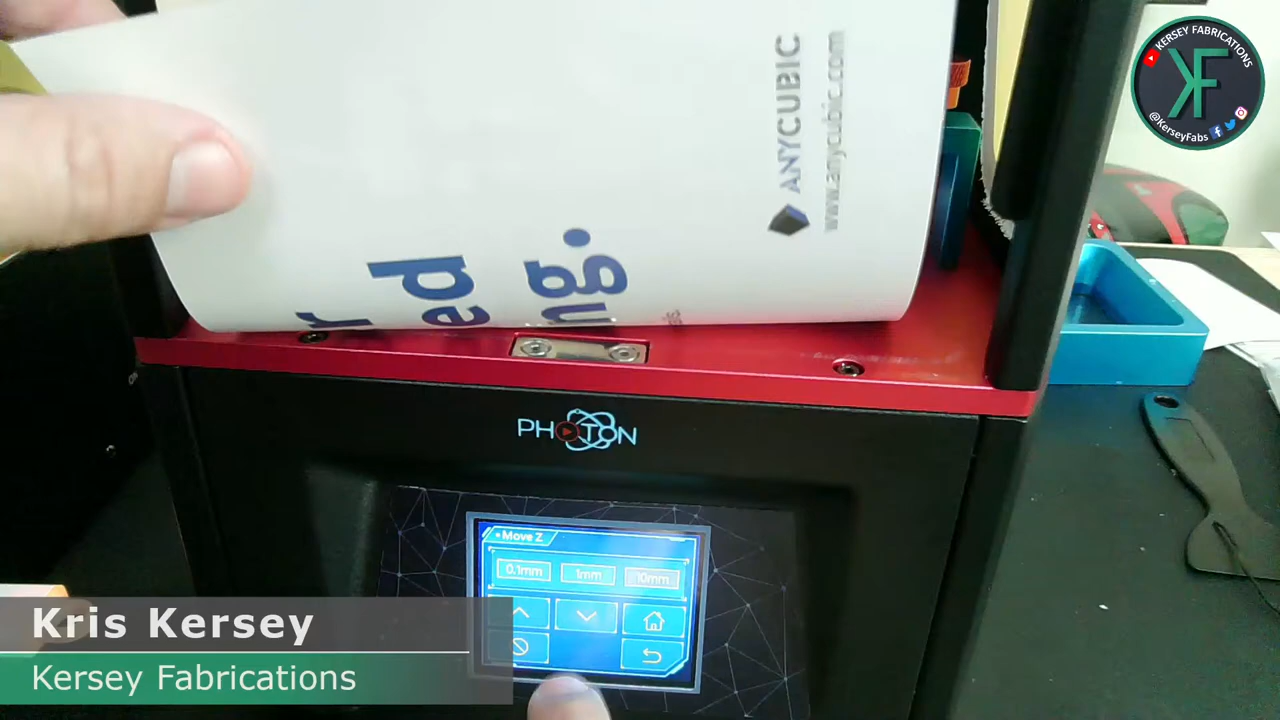 KERSEY FABRICATIONS
KF
@KerseyFabs
ANYCUBIC
www.anycubic.com
r
ed
ng.
PHOTON
Move Z
0.1mm
1mm
10mm
Kris Kersey
Kersey Fabrications